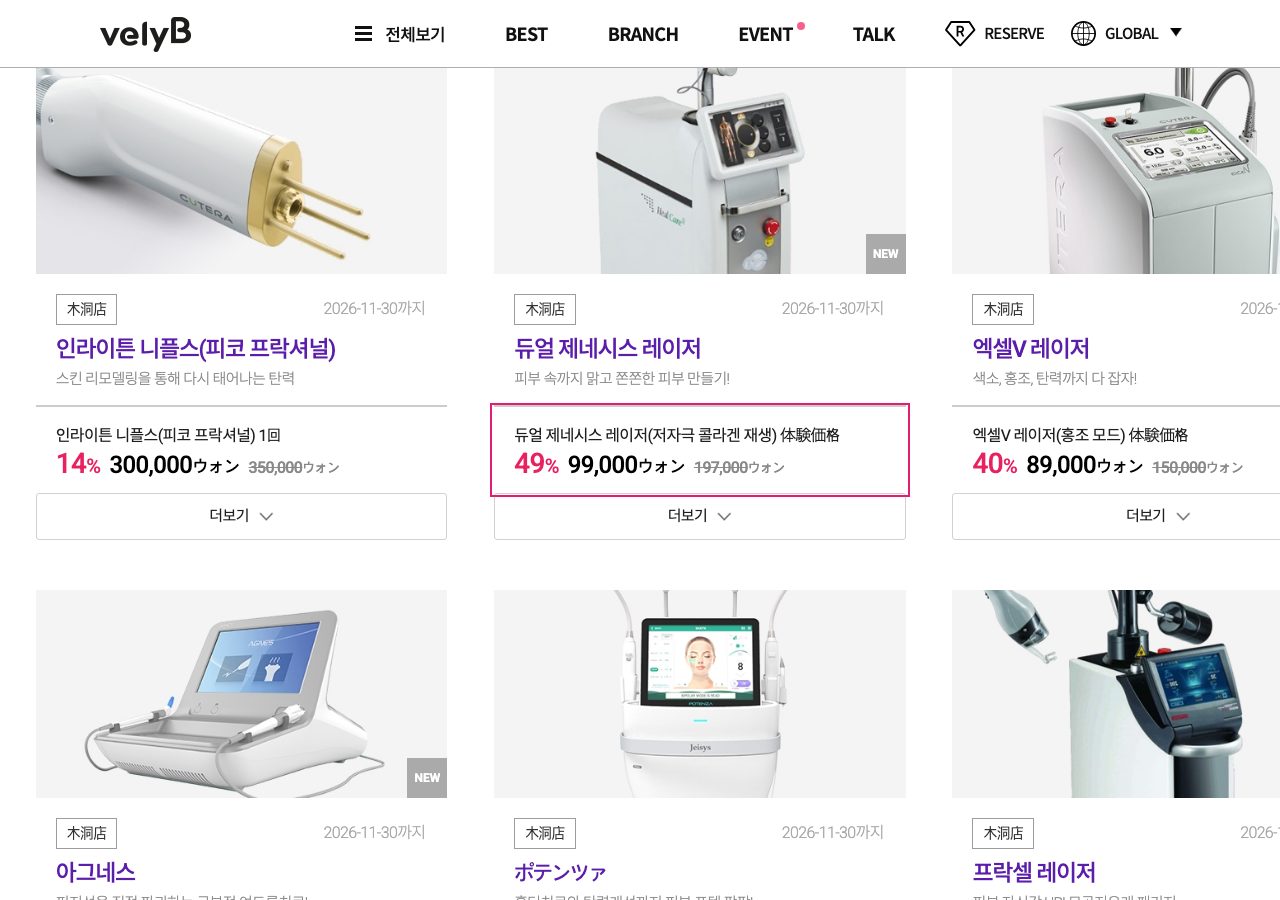 velyB
전체보기
BEST
BRANCH
EVENT
TALK
R
RESERVE
GLOBAL
CUTERA
HealCare
CUTERA
6.0
NEW
木洞店
2026-11-30까지
인라이튼 니플스(피코 프락셔널)
스킨 리모델링을 통해 다시 태어나는 탄력
인라이튼 니플스(피코 프락셔널) 1回
14% 300,000ウォン 350,000ウォン
더보기
木洞店
2026-11-30까지
듀얼 제네시스 레이저
피부 속까지 맑고 쫀쫀한 피부 만들기!
듀얼 제네시스 레이저(저자극 콜라겐 재생) 体験価格
49% 99,000ウォン 197,000ウォン
더보기
木洞店
엑셀V 레이저
색소, 홍조, 탄력까지 다 잡자!
엑셀V 레이저(홍조 모드) 体験価格
40% 89,000ウォン 150,000ウォン
더보기
AGNES
NEW
8
POTENZA
Jeisys
木洞店
2026-11-30까지
아그네스
木洞店
2026-11-30까지
ポテンツァ
木洞店
프락셀 레이저